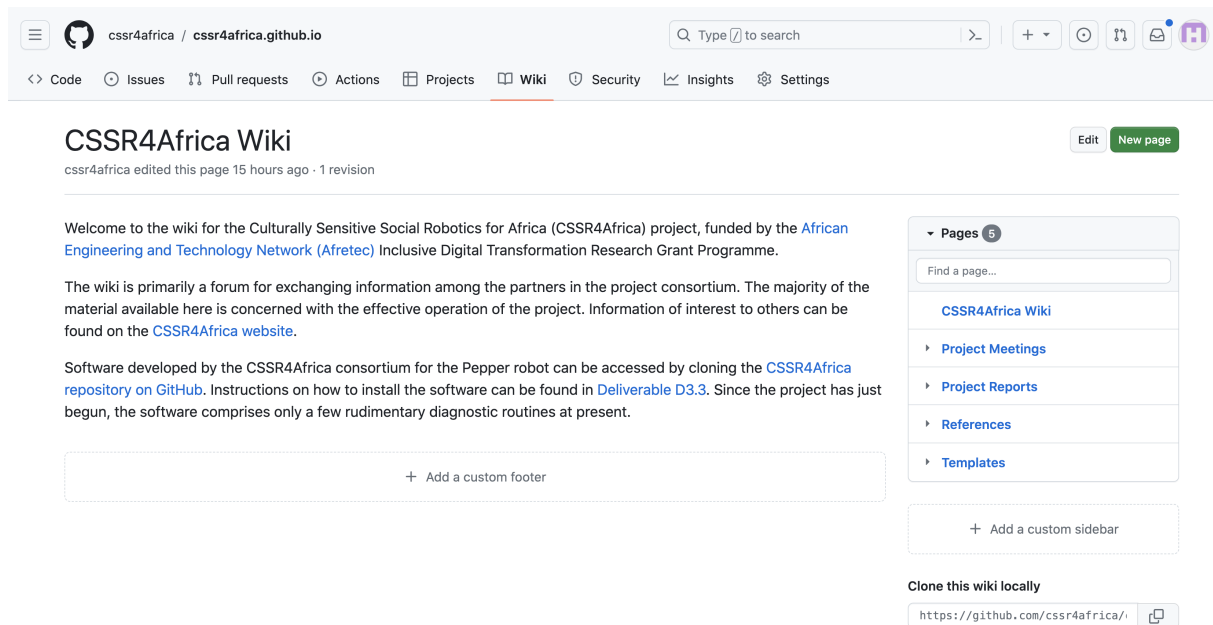 cssr4africa / cssr4africa.github.io
Type / to search
Code Issues Pull requests Actions Projects Wiki Security Insights Settings
CSSR4Africa Wiki
Edit New page
cssr4africa edited this page 15 hours ago · 1 revision
Welcome to the wiki for the Culturally Sensitive Social Robotics for Africa (CSSR4Africa) project, funded by the African
Engineering and Technology Network (Afretec) Inclusive Digital Transformation Research Grant Programme.
The wiki is primarily a forum for exchanging information among the partners in the project consortium. The majority of the
material available here is concerned with the effective operation of the project. Information of interest to others can be
found on the CSSR4Africa website.
Software developed by the CSSR4Africa consortium for the Pepper robot can be accessed by cloning the CSSR4Africa
repository on GitHub. Instructions on how to install the software can be found in Deliverable D3.3. Since the project has just
begun, the software comprises only a few rudimentary diagnostic routines at present.
+ Add a custom footer
Pages 5
Find a page...
CSSR4Africa Wiki
Project Meetings
Project Reports
References
Templates
+ Add a custom sidebar
Clone this wiki locally
https://github.com/cssr4africa/